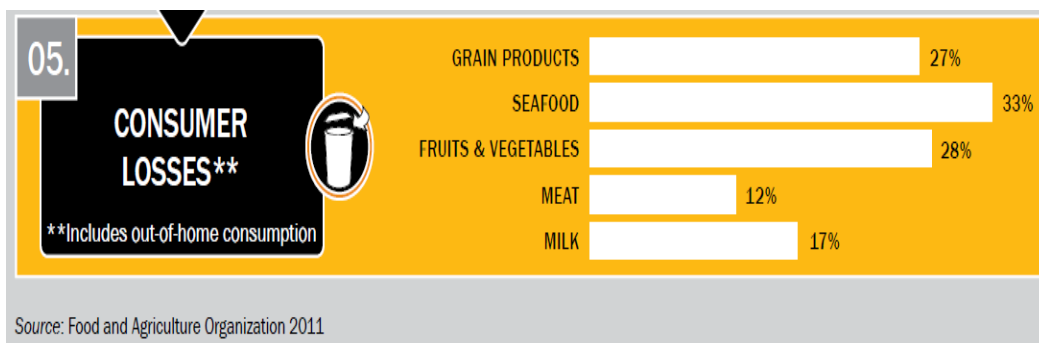 05.
CONSUMER
LOSSES**
**Includes out-of-home consumption
GRAIN PRODUCTS 27%
SEAFOOD 33%
FRUITS & VEGETABLES 28%
MEAT 12%
MILK 17%
Source: Food and Agriculture Organization 2011